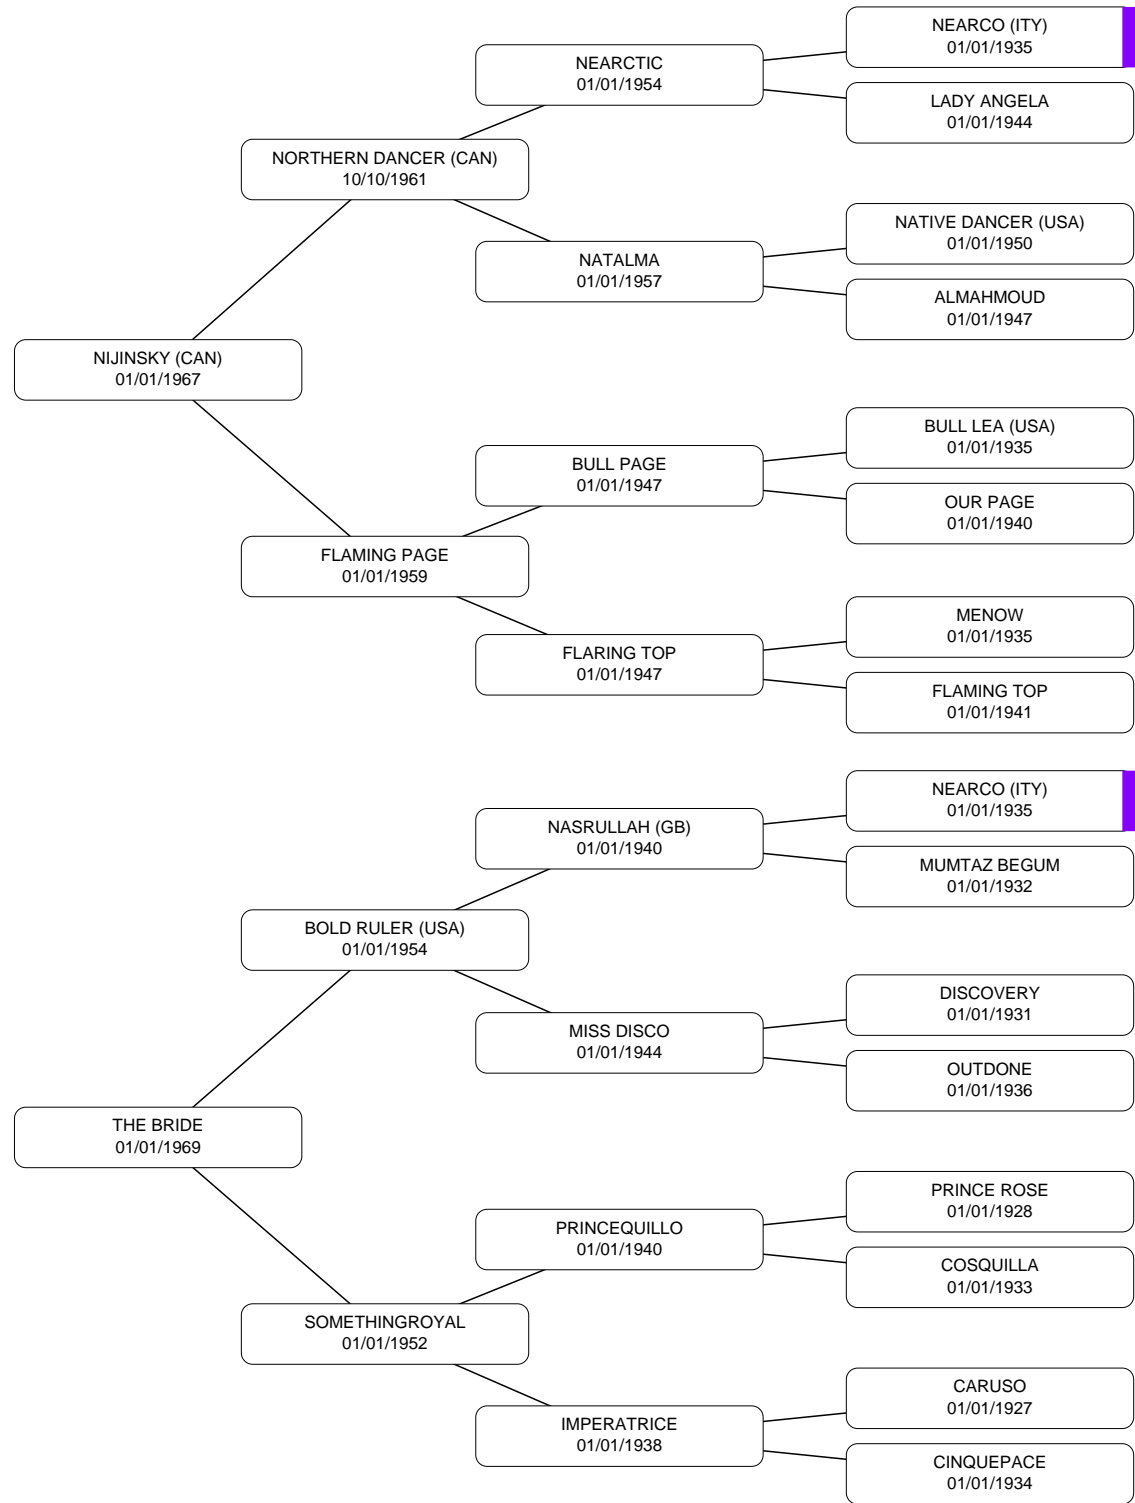 NEARCO (ITY)
01/01/1935
NEARCTIC
01/01/1954
LADY ANGELA
01/01/1944
NORTHERN DANCER (CAN)
10/10/1961
NATIVE DANCER (USA)
01/01/1950
NATALMA
01/01/1957
ALMAHMOUD
01/01/1947
NIJINSKY (CAN)
01/01/1967
BULL LEA (USA)
01/01/1935
BULL PAGE
01/01/1947
OUR PAGE
01/01/1940
FLAMING PAGE
01/01/1959
MENOW
01/01/1935
FLARING TOP
01/01/1947
FLAMING TOP
01/01/1941
NEARCO (ITY)
01/01/1935
NASRULLAH (GB)
01/01/1940
MUMTAZ BEGUM
01/01/1932
BOLD RULER (USA)
01/01/1954
DISCOVERY
01/01/1931
MISS DISCO
01/01/1944
OUTDONE
01/01/1936
THE BRIDE
01/01/1969
PRINCE ROSE
01/01/1928
PRINCEQUILLO
01/01/1940
COSQUILLA
01/01/1933
SOMETHINGROYAL
01/01/1952
CARUSO
01/01/1927
IMPERATRICE
01/01/1938
CINQUEPACE
01/01/1934